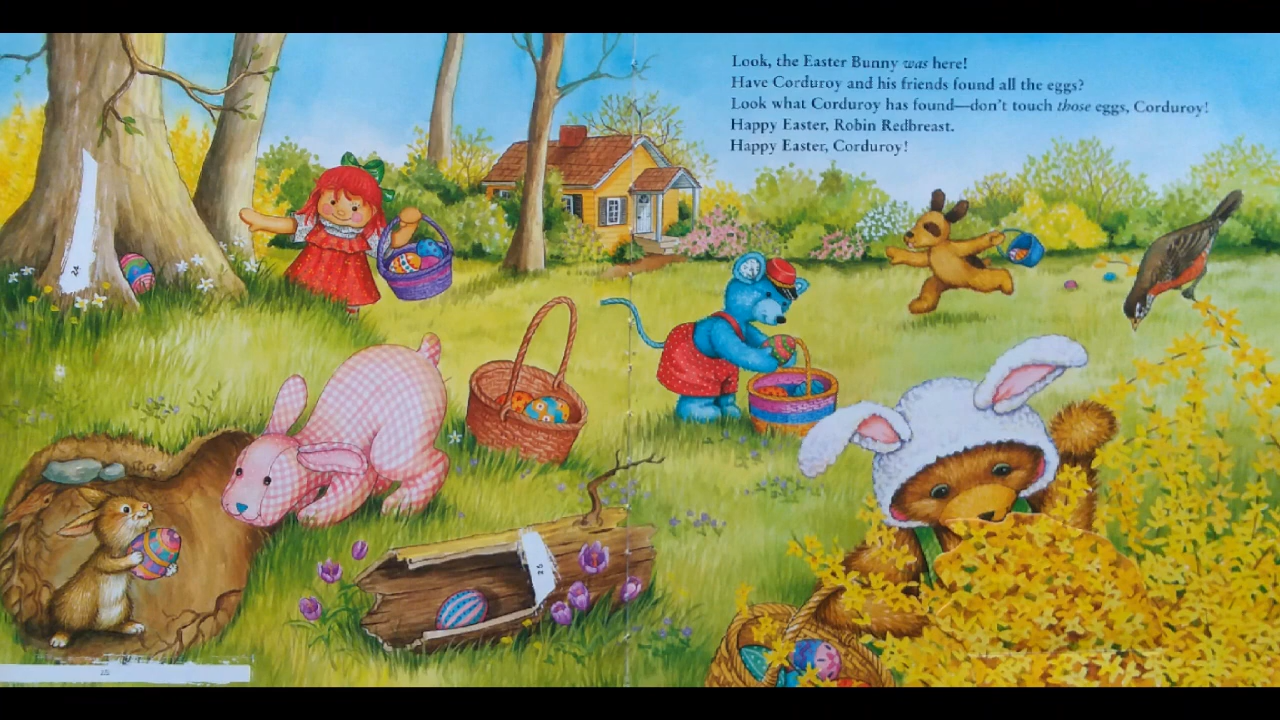 Look, the Easter Bunny was here!
Have Corduroy and his friends found all the eggs?
Look what Corduroy has found—don't touch those eggs, Corduroy!
Happy Easter, Robin Redbreast.
Happy Easter, Corduroy!